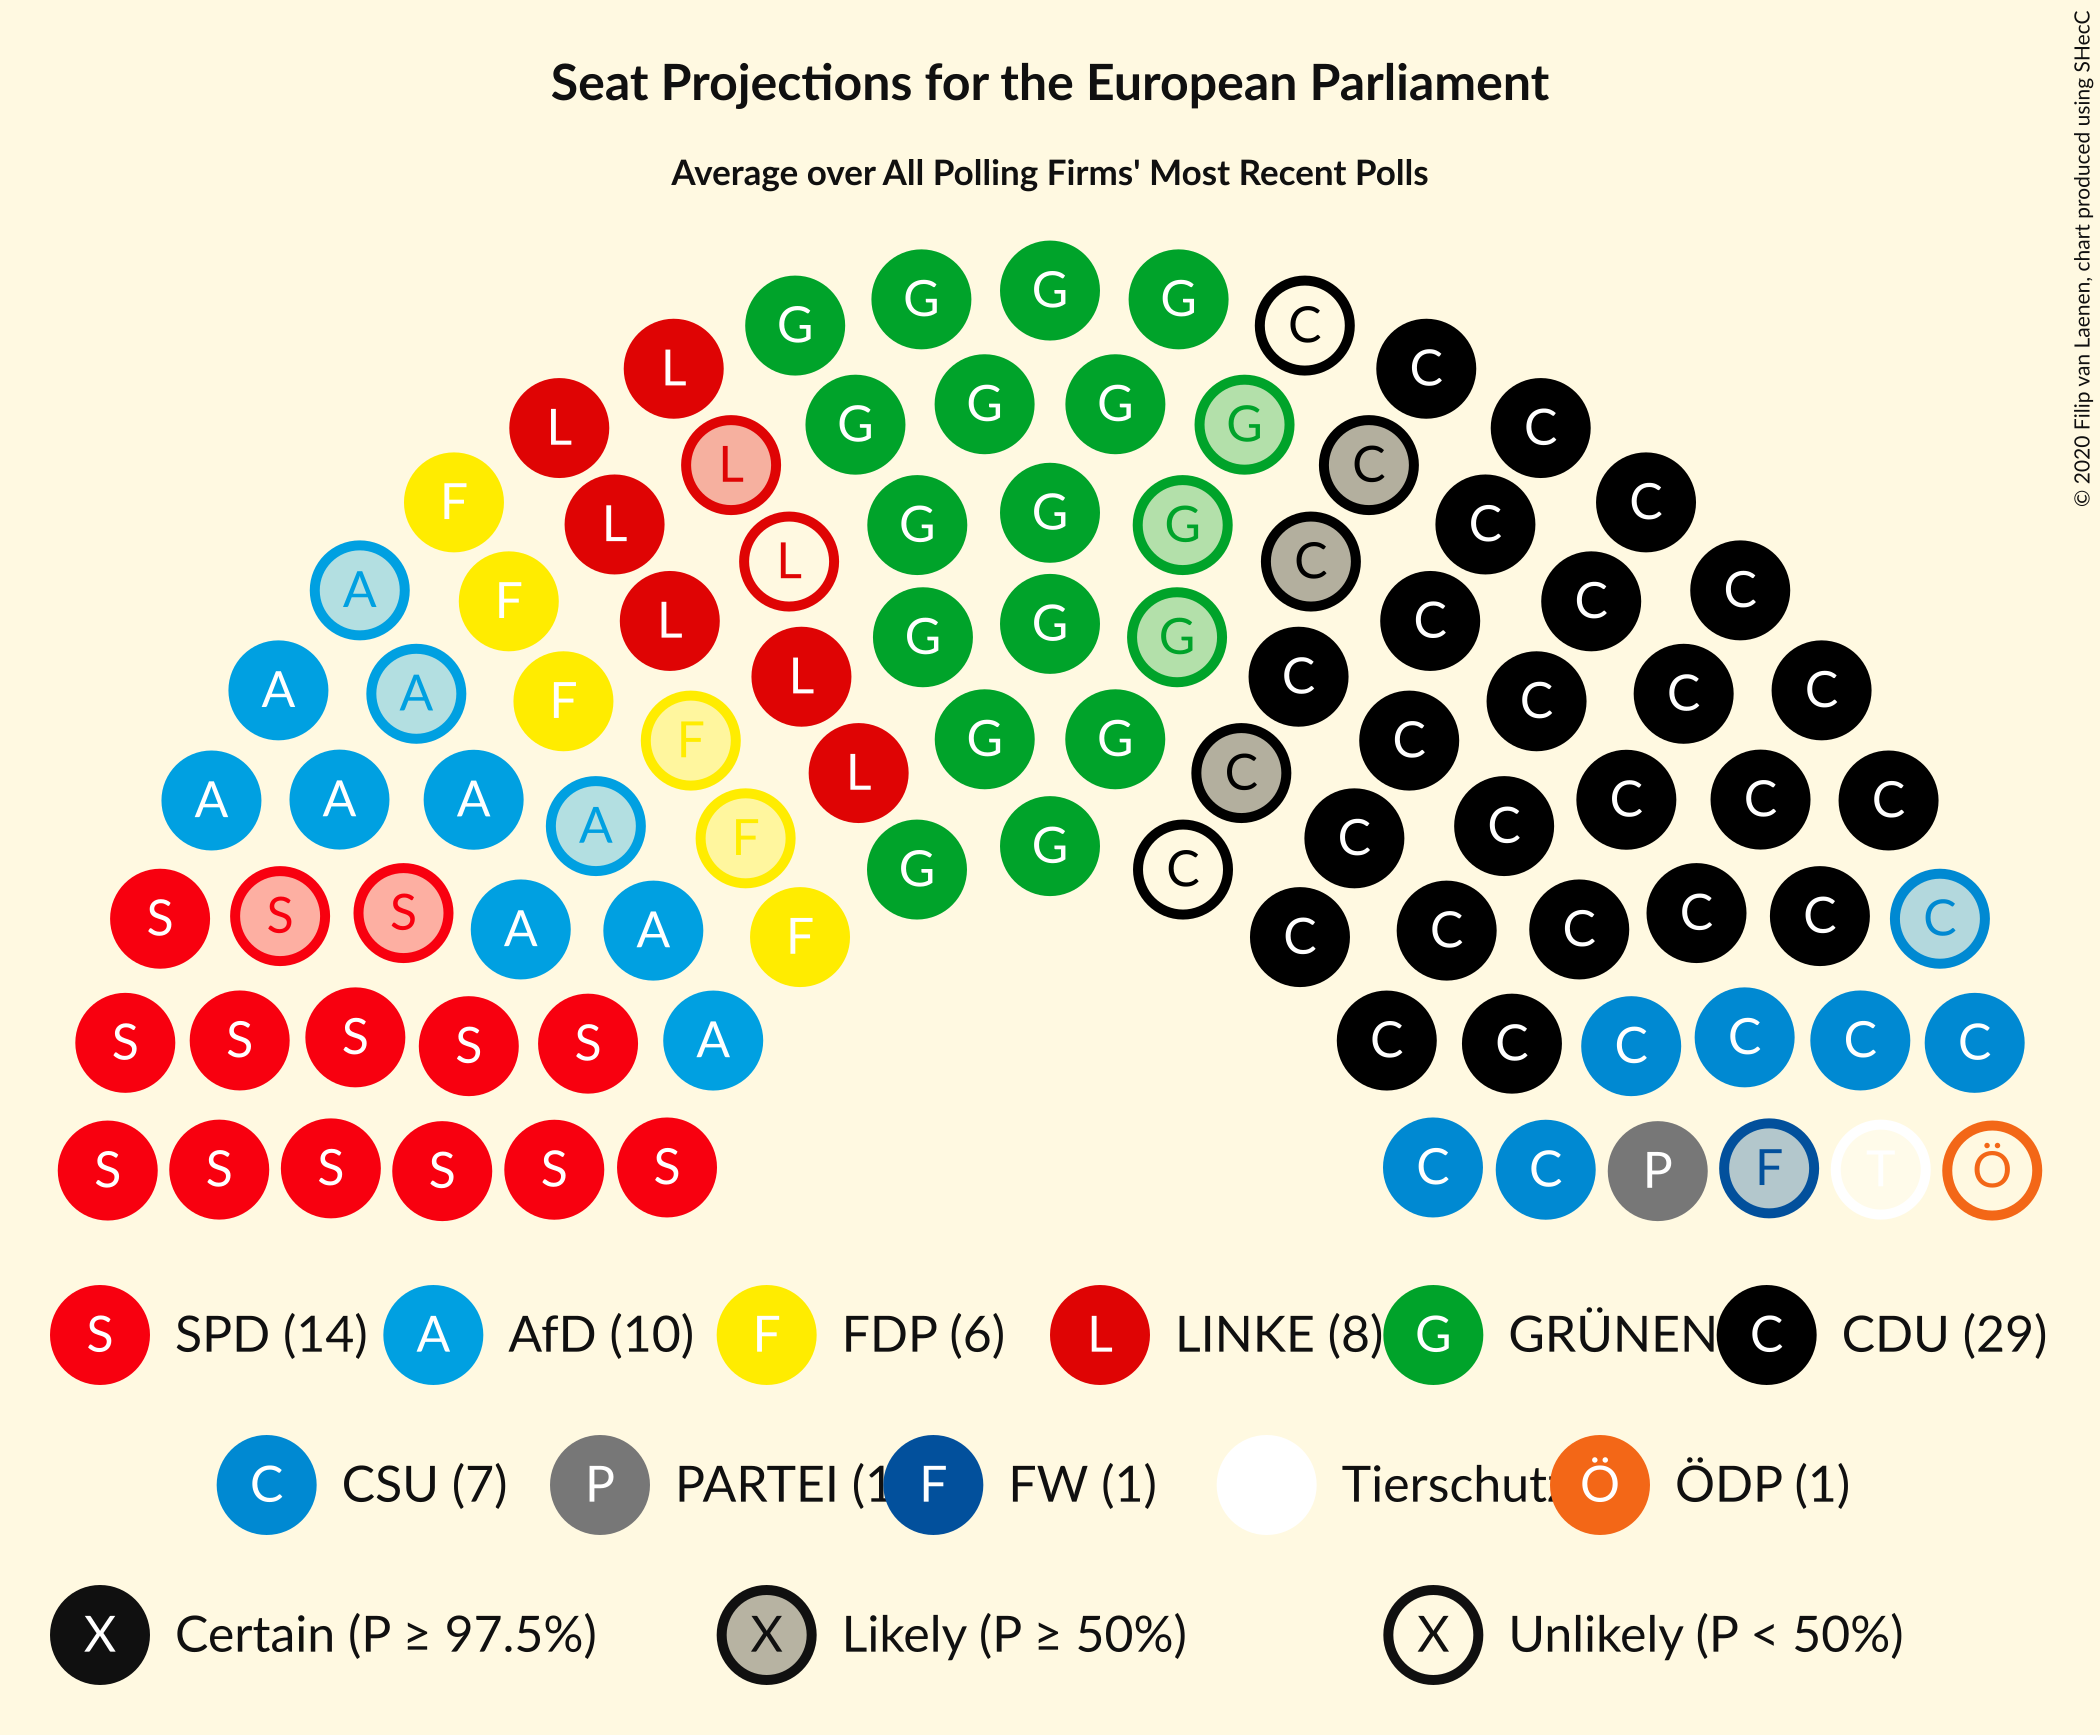 Seat Projections for the European Parliament
Average over All Polling Firms' Most Recent Polls
© 2020 Filip van Laenen, chart produced using SHecC
G G G G C
L G G G G C C
L L C C
F L G G G C C
A F L L G G G C C C C
A A F L G G C C C C
A A A F F L G G C C C C C C C
S S S A A A F F G G C C C C C C C C
S S S S S A C C C C C C
S S S S S S C C P F T Ö
S SPD (14) A AfD (10) F FDP (6) L LINKE (8) G GRÜNEN C CDU (29)
C CSU (7) P PARTEI (1 F FW (1) Tierschutz Ö ÖDP (1)
X Certain (P ≥ 97.5%) X Likely (P ≥ 50%) X Unlikely (P < 50%)